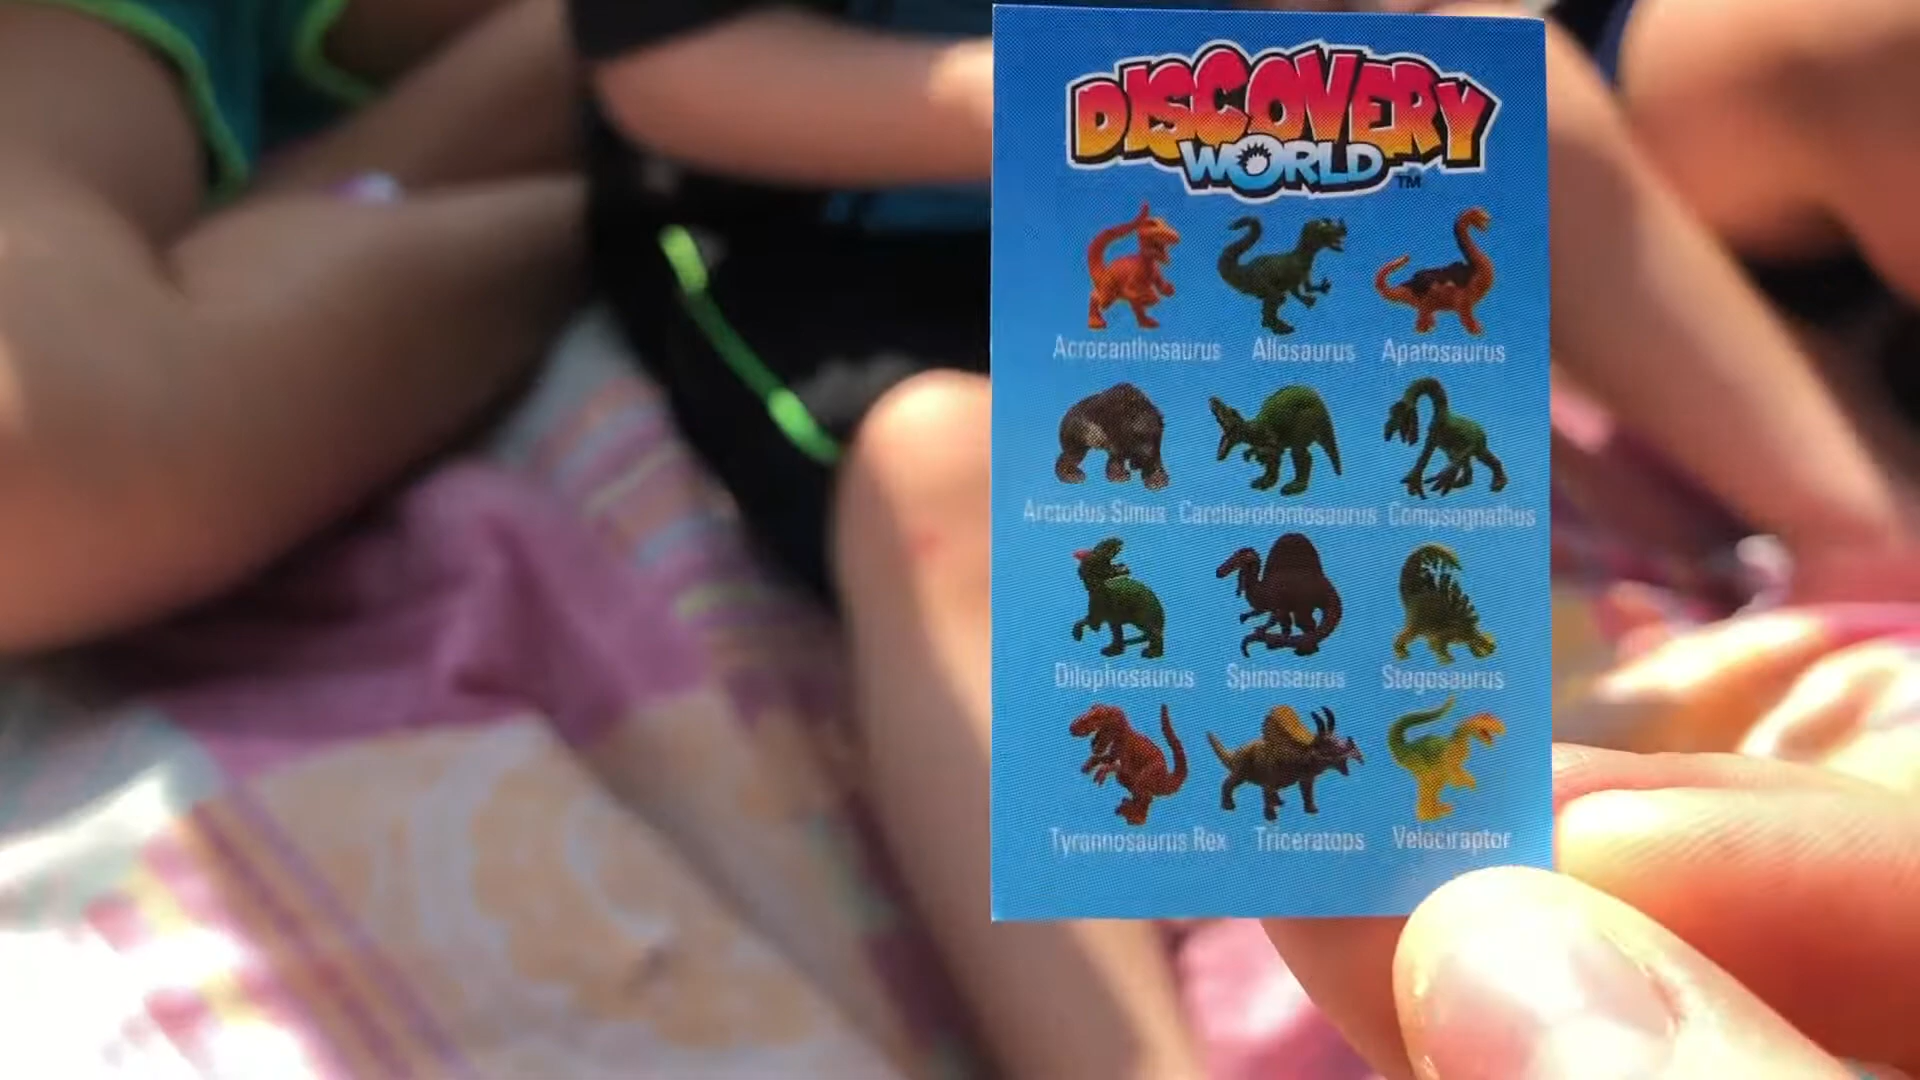 DISCOVERY
WORLD TM
Acrocanthosaurus Allosaurus Apatosaurus
Arctodus Simus Carcharodontosaurus Compsognathus
Dilophosaurus Spinosaurus Stegosaurus
Tyrannosaurus Rex Triceratops Velociraptor